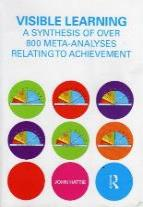 VISIBLE LEARNING
A SYNTHESIS OF OVER
800 META-ANALYSES
RELATING TO ACHIEVEMENT
JOHN HATTIE